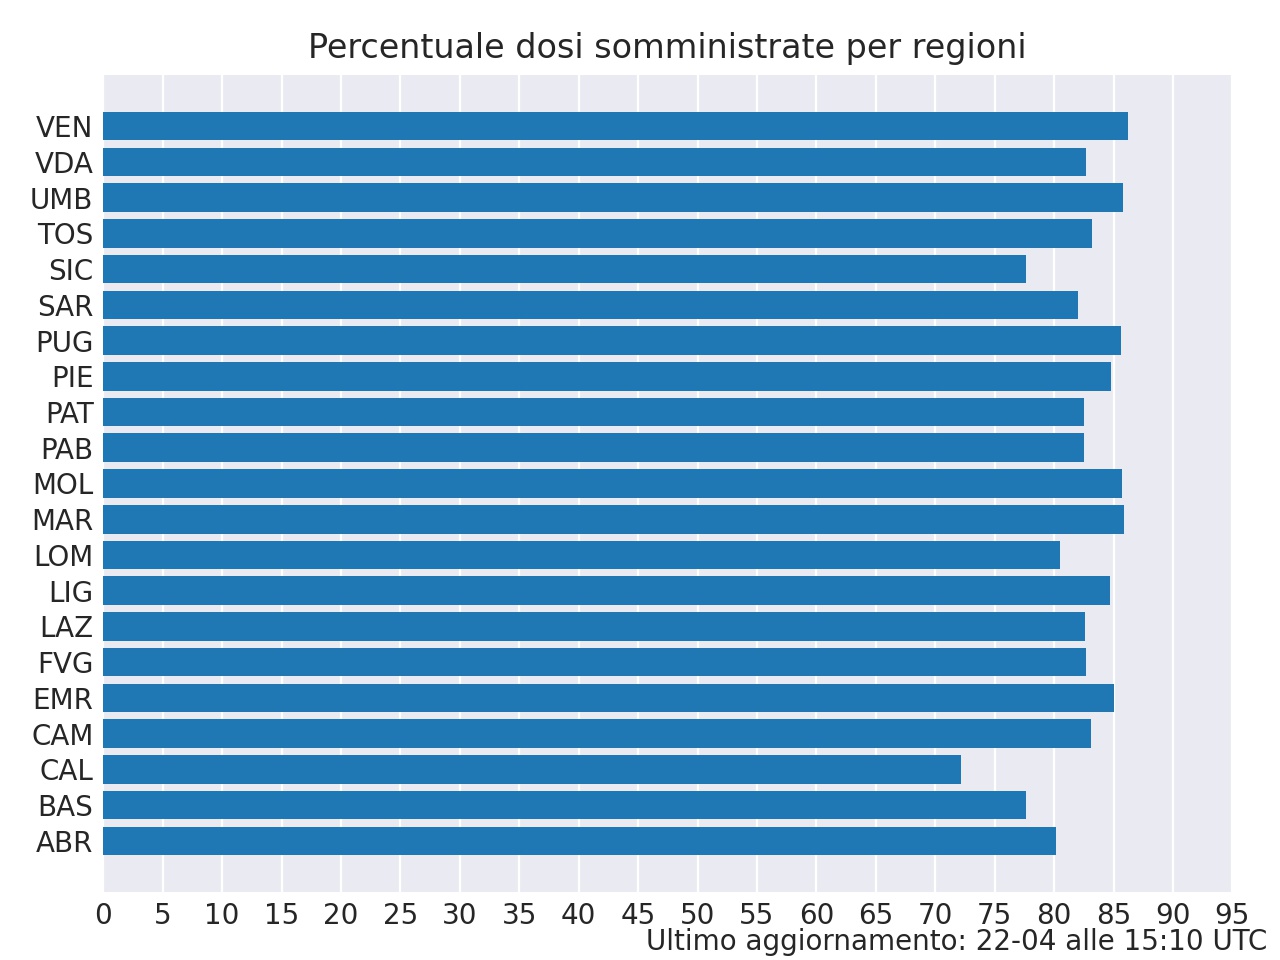 Percentuale dosi somministrate per regioni
VEN
VDA
UMB
TOS
SIC
SAR
PUG
PIE
PAT
PAB
MOL
MAR
LOM
LIG
LAZ
FVG
EMR
CAM
CAL
BAS
ABR
0 5 10 15 20 25 30 35 40 45 50 55 60 65 70 75 80 85 90 95
Ultimo aggiornamento: 22-04 alle 15:10 UTC